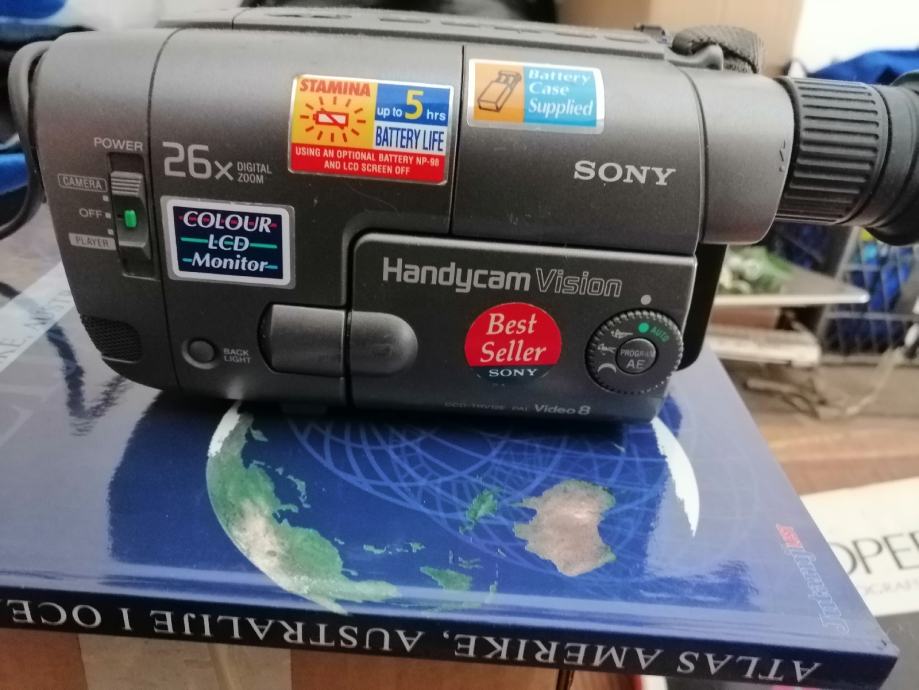 STAMINA
up to 5 hrs
BATTERY LIFE
USING AN OPTIONAL BATTERY NP-98
AND LCD SCREEN OFF
Battery
Case
Supplied
POWER
CAMERA
OFF
PLAYER
26x DIGITAL
ZOOM
SONY
COLOUR
LCD
Monitor
Handycam Vision
Best
Seller
SONY
AUTO
PROGRAM
AE
BACK
LIGHT
PAL Video 8
ATLAS AMERIKE, AUSTRALIJE I OCE
OPE